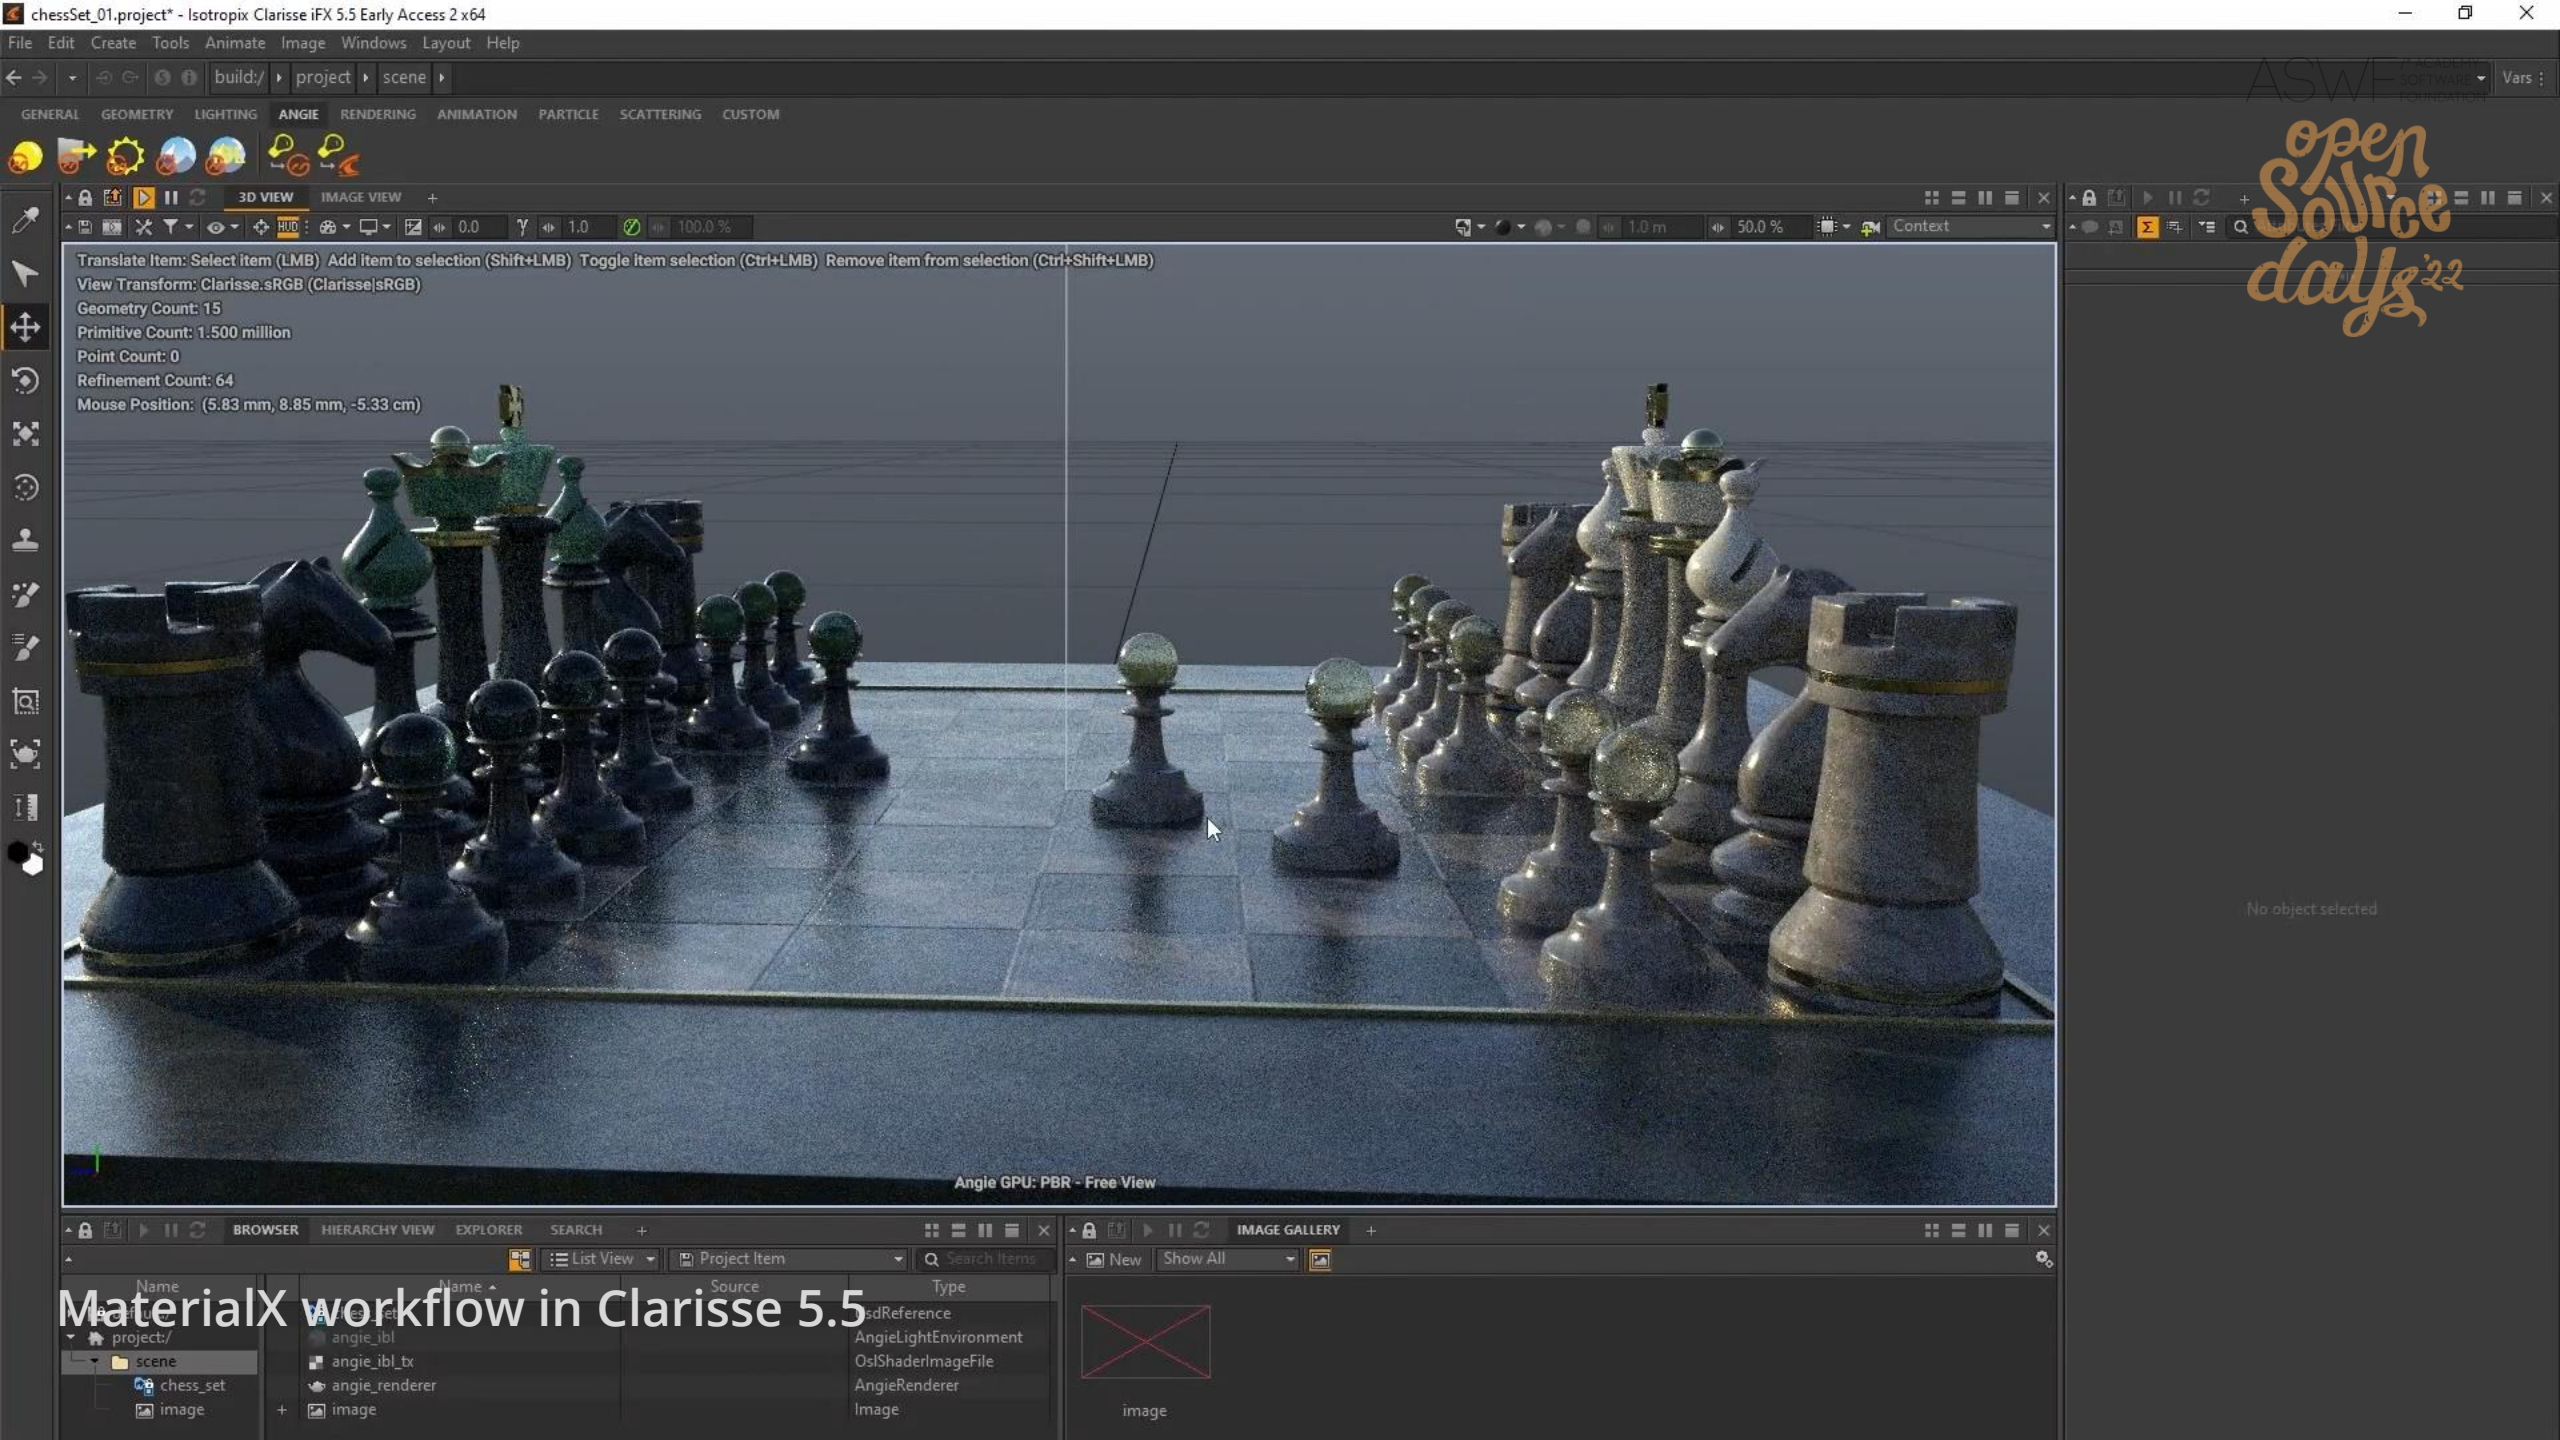 chessSet_01.project* - Isotropix Clarisse iFX 5.5 Early Access 2 x64
File Edit Create Tools Animate Image Windows Layout Help
build:/ project scene
Vars
ASWF ACADEMY SOFTWARE FOUNDATION
GENERAL GEOMETRY LIGHTING ANGIE RENDERING ANIMATION PARTICLE SCATTERING CUSTOM
open
Source
days '22
3D VIEW IMAGE VIEW +
HUD 0.0 γ 1.0 100.0 % 1.0 m 50.0 % Context
Translate Item: Select item (LMB) Add item to selection (Shift+LMB) Toggle item selection (Ctrl+LMB) Remove item from selection (Ctrl+Shift+LMB)
View Transform: Clarisse.sRGB (Clarisse|sRGB)
Geometry Count: 15
Primitive Count: 1.500 million
Point Count: 0
Refinement Count: 64
Mouse Position: (5.83 mm, 8.85 mm, -5.33 cm)
No object selected
Angie GPU: PBR - Free View
BROWSER HIERARCHY VIEW EXPLORER SEARCH +
IMAGE GALLERY +
List View Project Item Search Items
New Show All
Name Name Source Type
MaterialX workflow in Clarisse 5.5
project:/ angie_ibl AngieLightEnvironment
scene angie_ibl_tx OslShaderImageFile
chess_set angie_renderer AngieRenderer
image + image Image
image